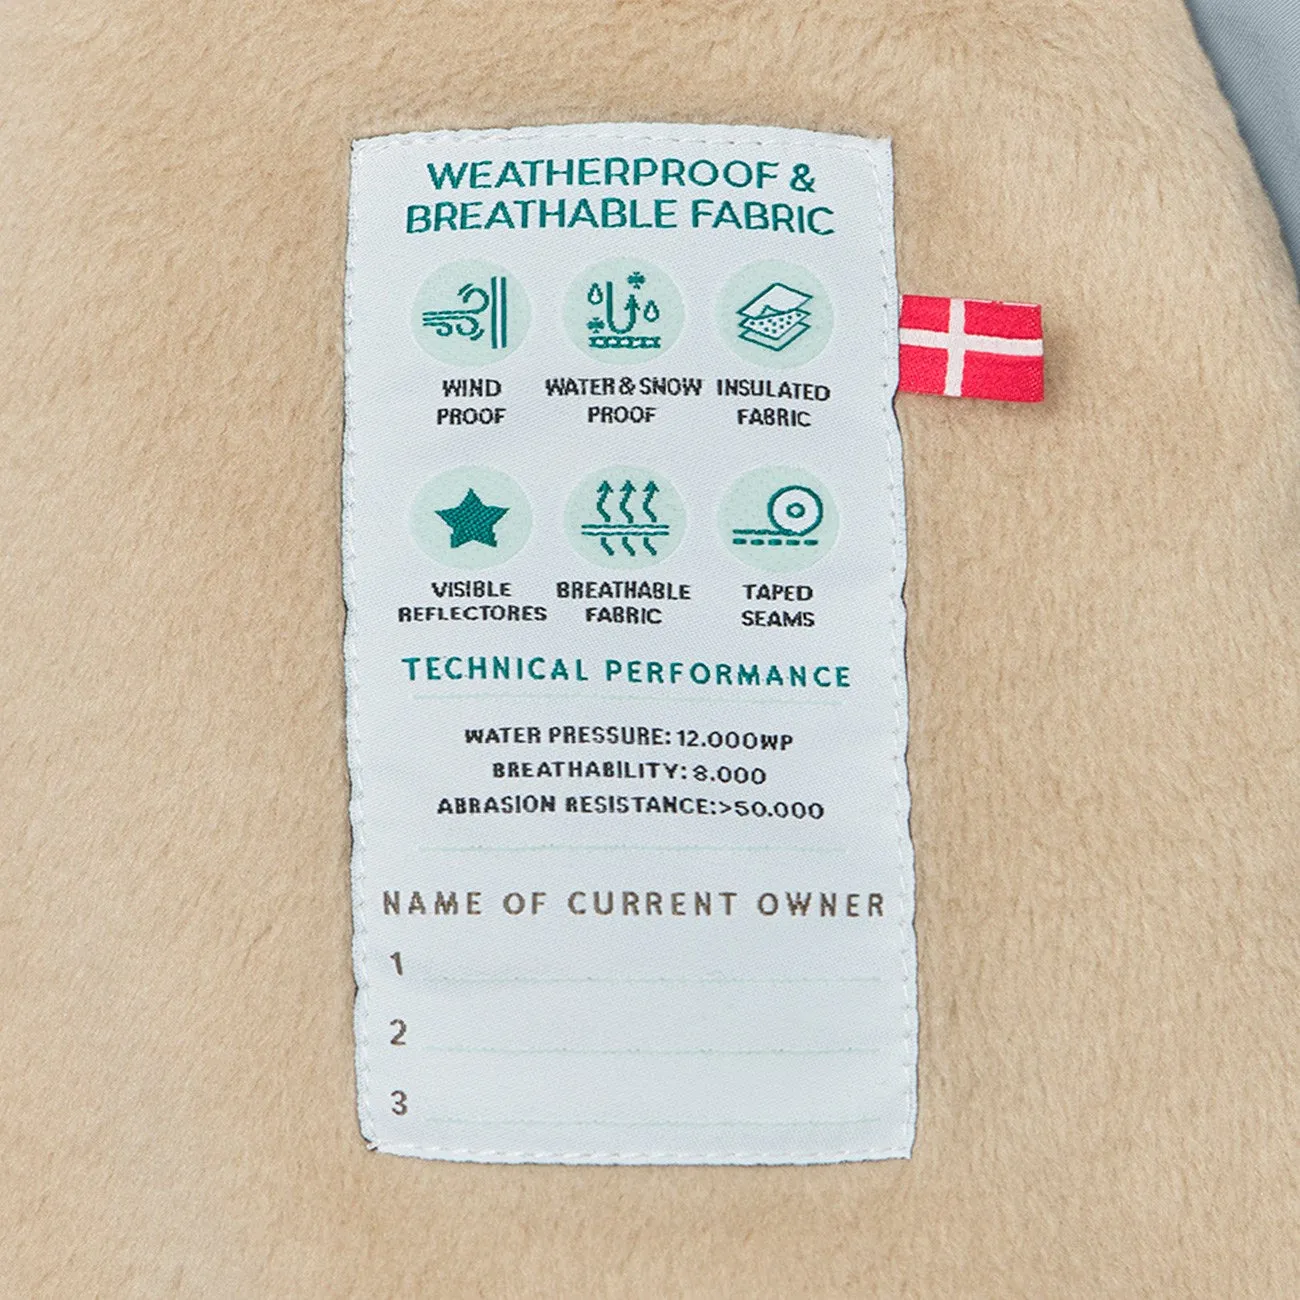 WEATHERPROOF &
BREATHABLE FABRIC
WIND
PROOF
WATER & SNOW
PROOF
INSULATED
FABRIC
VISIBLE
REFLECTORES
BREATHABLE
FABRIC
TAPED
SEAMS
TECHNICAL PERFORMANCE
WATER PRESSURE: 12.000WP
BREATHABILITY: 8.000
ABRASION RESISTANCE:>50.000
NAME OF CURRENT OWNER
1
2
3